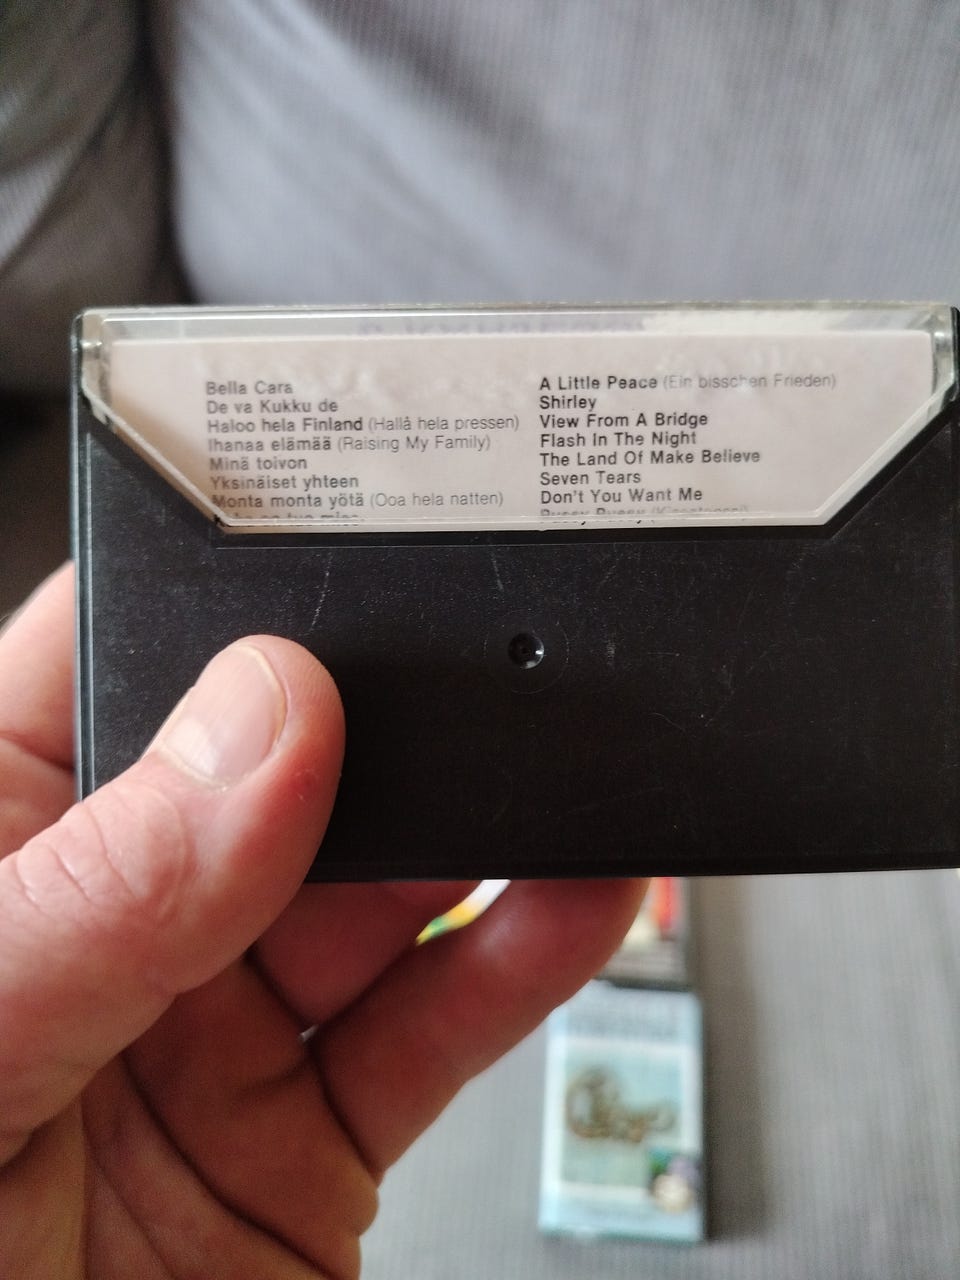 Bella Cara
De va Kukku de
Haloo hela Finland (Hallå hela pressen)
Ihanaa elämää (Raising My Family)
Minä toivon
Yksinäiset yhteen
Monta monta yötä (Ooa hela natten)
A Little Peace (Ein bisschen Frieden)
Shirley
View From A Bridge
Flash In The Night
The Land Of Make Believe
Seven Tears
Don't You Want Me